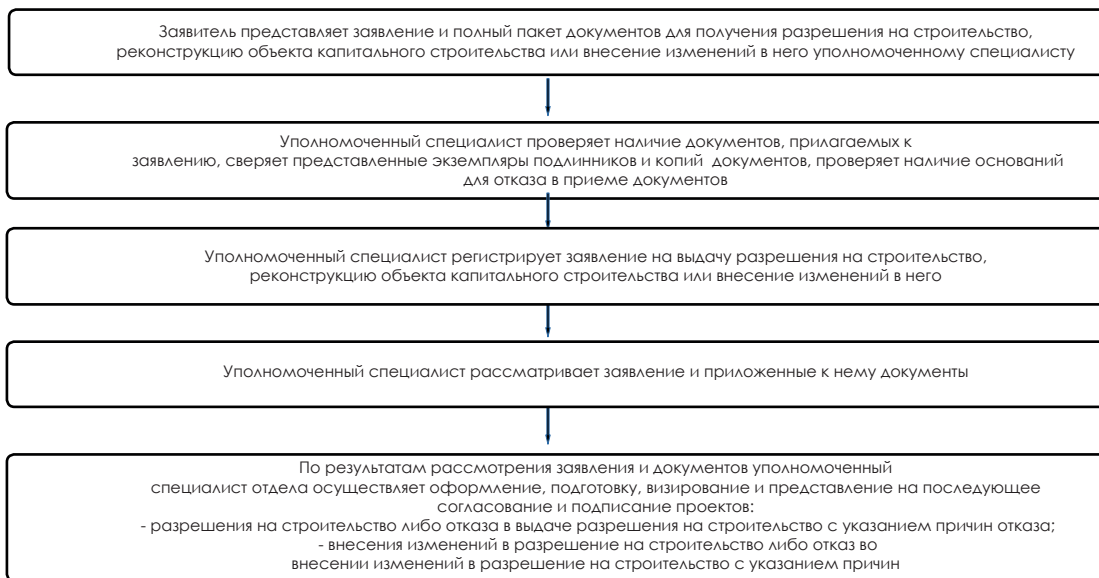 Заявитель представляет заявление и полный пакет документов для получения разрешения на строительство,
реконструкцию объекта капитального строительства или внесение изменений в него уполномоченному специалисту
Уполномоченный специалист проверяет наличие документов, прилагаемых к
заявлению, сверяет представленные экземпляры подлинников и копий документов, проверяет наличие оснований
для отказа в приеме документов
Уполномоченный специалист регистрирует заявление на выдачу разрешения на строительство,
реконструкцию объекта капитального строительства или внесение изменений в него
Уполномоченный специалист рассматривает заявление и приложенные к нему документы
По результатам рассмотрения заявления и документов уполномоченный
специалист отдела осуществляет оформление, подготовку, визирование и представление на последующее
согласование и подписание проектов:
- разрешения на строительство либо отказа в выдаче разрешения на строительство с указанием причин отказа;
- внесения изменений в разрешение на строительство либо отказ во
внесении изменений в разрешение на строительство с указанием причин